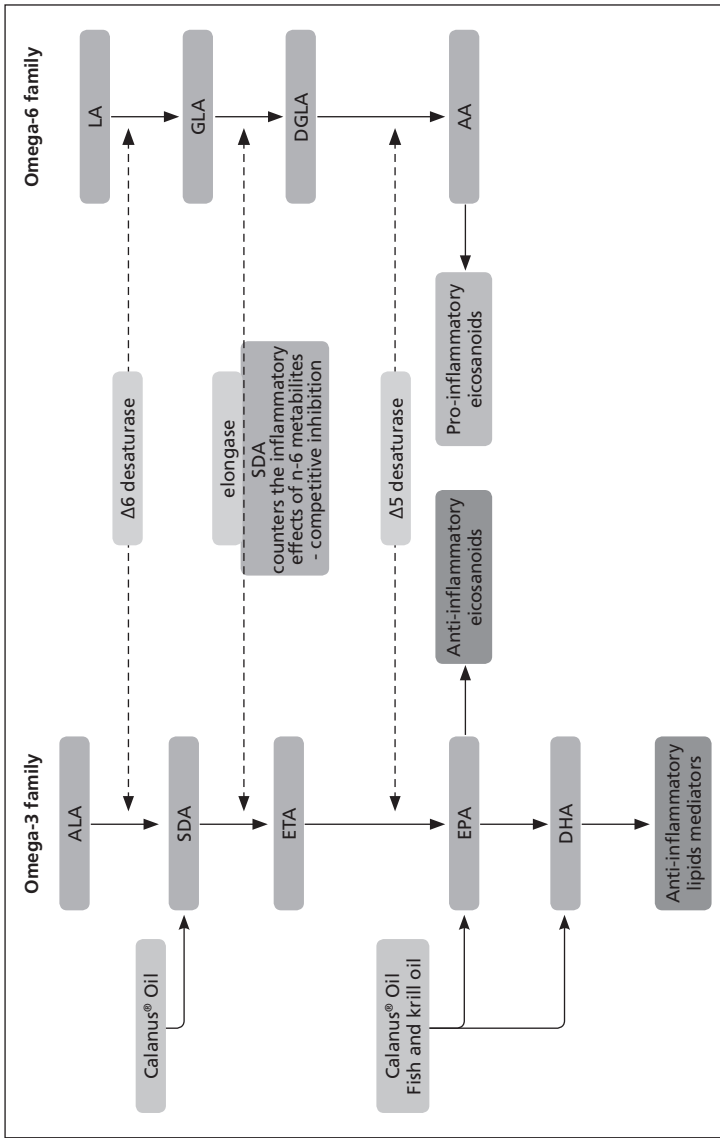 Omega-3 family
Omega-6 family
ALA
LA
Δ6 desaturase
Calanus® Oil
SDA
GLA
elongase
SDA
counters the inflammatory
effects of n-6 metabilites
- competitive inhibition
ETA
DGLA
Δ5 desaturase
Calanus® Oil
Fish and krill oil
EPA
Anti-inflammatory
eicosanoids
Pro-inflammatory
eicosanoids
AA
DHA
Anti-inflammatory
lipids mediators